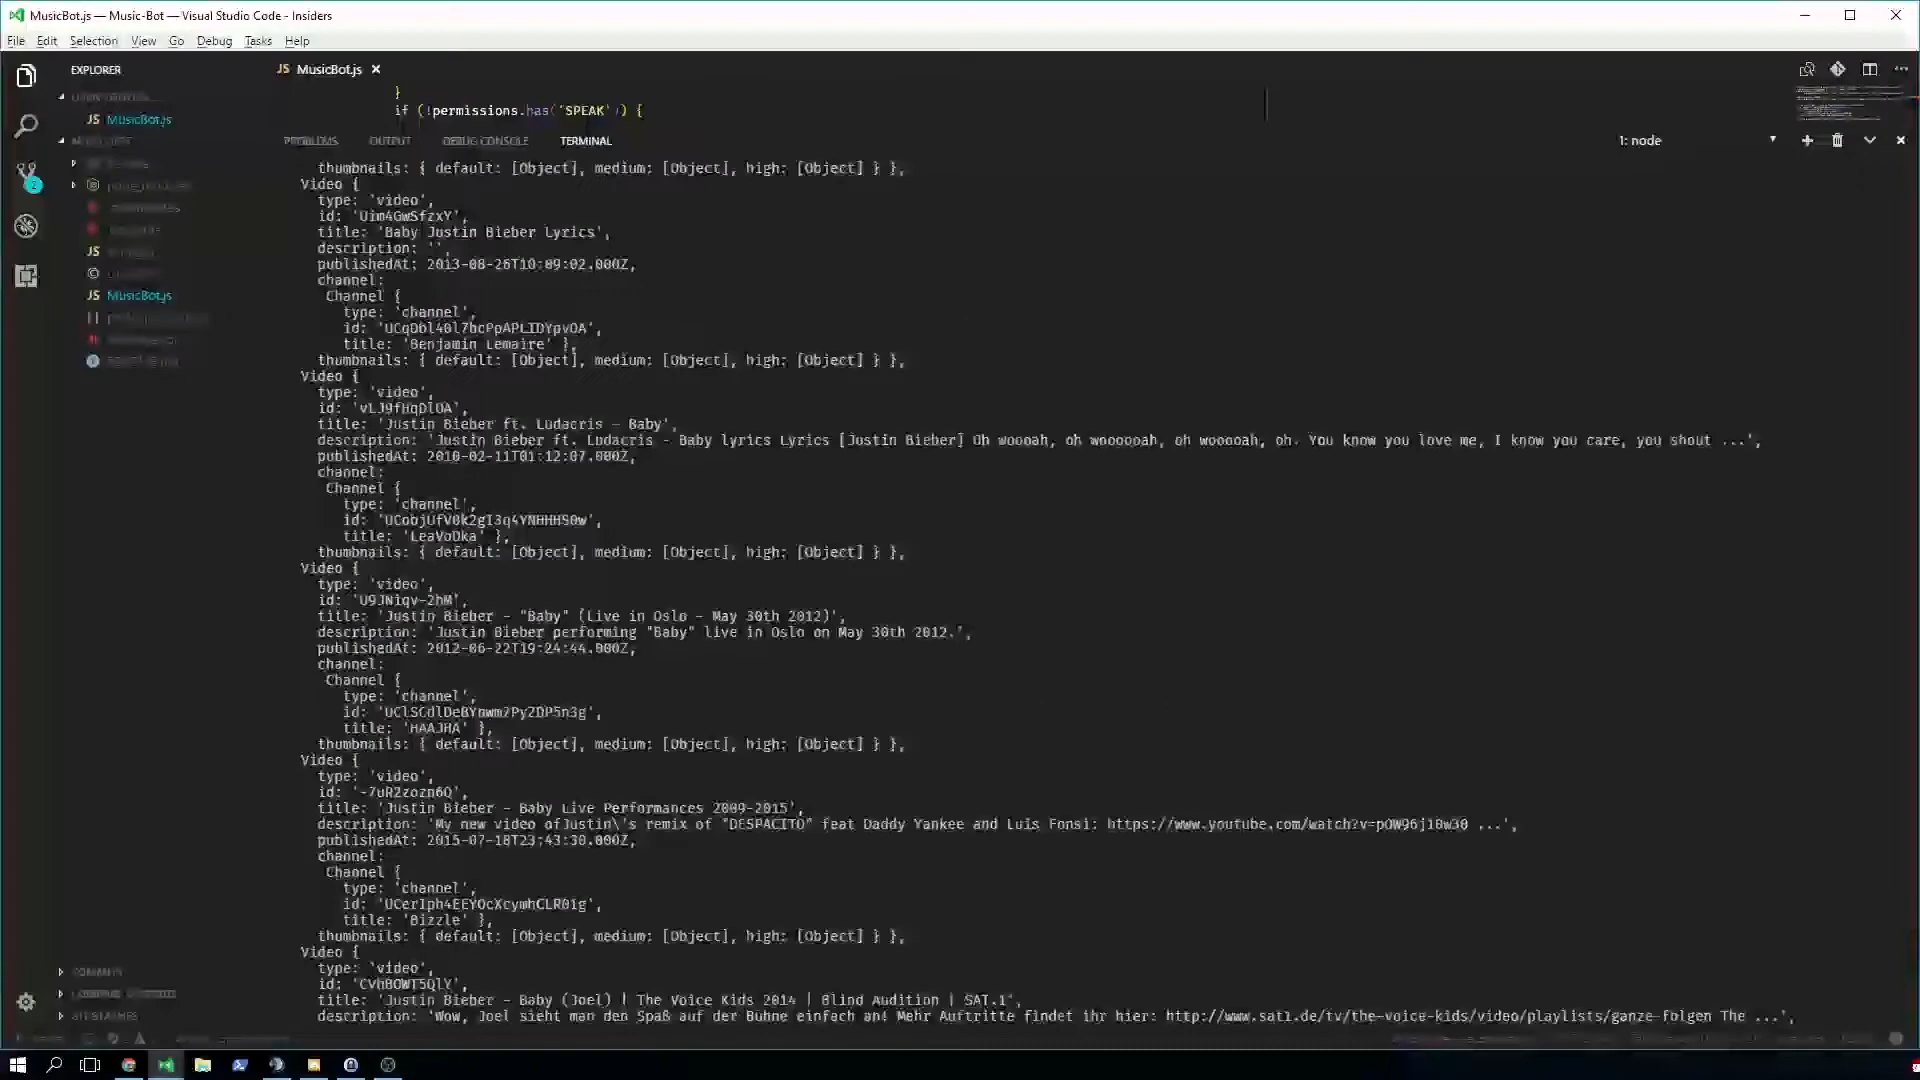 MusicBot.js — Music-Bot — Visual Studio Code - Insiders
File Edit Selection View Go Debug Tasks Help
EXPLORER
JS MusicBot.js
JS MusicBot.js ×
}
if (!permissions.has('SPEAK')) {
PROBLEMS OUTPUT DEBUG CONSOLE TERMINAL
1: node
2
JS
JS MusicBot.js
thumbnails: { default: [Object], medium: [Object], high: [Object] } },
Video {
type: 'video',
id: 'Uim4GwSfzxY',
title: 'Baby Justin Bieber Lyrics',
description: '',
publishedAt: 2013-08-26T10:09:02.000Z,
channel:
Channel {
type: 'channel',
id: 'UCqDbl40l7bcPpAPLIDYpvOA',
title: 'Benjamin Lemaire' },
thumbnails: { default: [Object], medium: [Object], high: [Object] } },
Video {
type: 'video',
id: 'vLJ9fHqDlOA',
title: 'Justin Bieber ft. Ludacris - Baby',
description: 'Justin Bieber ft. Ludacris - Baby lyrics Lyrics [Justin Bieber] Oh woooah, oh woooooah, oh wooooah, oh. You know you love me, I know you care, you shout ...',
publishedAt: 2010-02-11T01:12:07.000Z,
channel:
Channel {
type: 'channel',
id: 'UCobjUfV0k2gI3q4YNHHHS0w',
title: 'LeaVoDka' },
thumbnails: { default: [Object], medium: [Object], high: [Object] } },
Video {
type: 'video',
id: 'U9JNiqv-2hM',
title: 'Justin Bieber - "Baby" (Live in Oslo - May 30th 2012)',
description: 'Justin Bieber performing "Baby" live in Oslo on May 30th 2012.',
publishedAt: 2012-06-22T19:24:44.000Z,
channel:
Channel {
type: 'channel',
id: 'UClSCdlDeBYnwm2PyZDP5n3g',
title: 'HAAJHA' },
thumbnails: { default: [Object], medium: [Object], high: [Object] } },
Video {
type: 'video',
id: '-7uR2zozn6Q',
title: 'Justin Bieber - Baby Live Performances 2009-2015',
description: 'My new video ofJustin\'s remix of "DESPACITO" feat Daddy Yankee and Luis Fonsi: https://www.youtube.com/watch?v=pOW96j10w30 ...',
publishedAt: 2015-07-18T23:43:30.000Z,
channel:
Channel {
type: 'channel',
id: 'UCer1ph4EEYOcXcymhCLR01g',
title: 'Bizzle' },
thumbnails: { default: [Object], medium: [Object], high: [Object] } },
Video {
type: 'video',
id: 'CVhBOWT5QlY',
title: 'Justin Bieber - Baby (Joel) | The Voice Kids 2014 | Blind Audition | SAT.1',
description: 'Wow, Joel sieht man den Spaß auf der Bühne einfach an! Mehr Auftritte findet ihr hier: http://www.sat1.de/tv/the-voice-kids/video/playlists/ganze-folgen The ...',